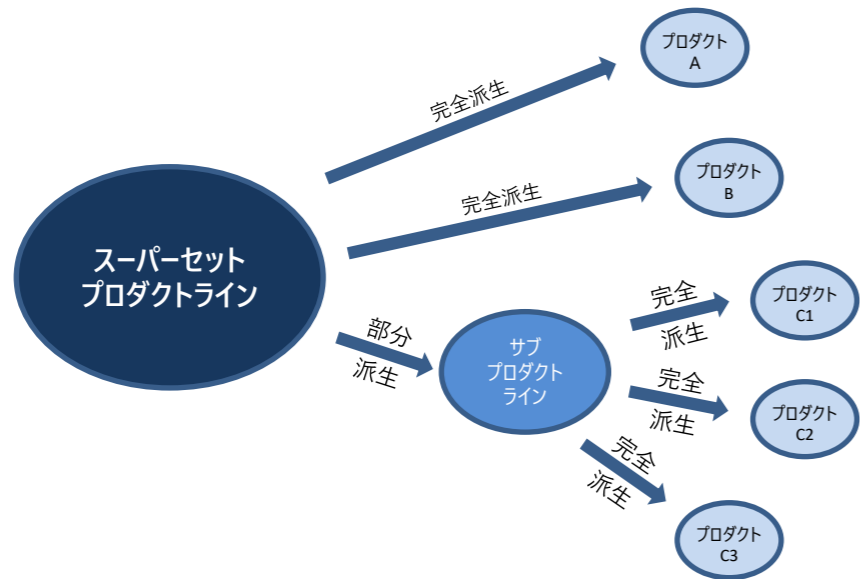 プロダクト
A
完全派生
プロダクト
B
完全派生
スーパーセット
プロダクトライン
部分
派生
サブ
プロダクト
ライン
完全
派生
プロダクト
C1
完全
派生
プロダクト
C2
完全
派生
プロダクト
C3